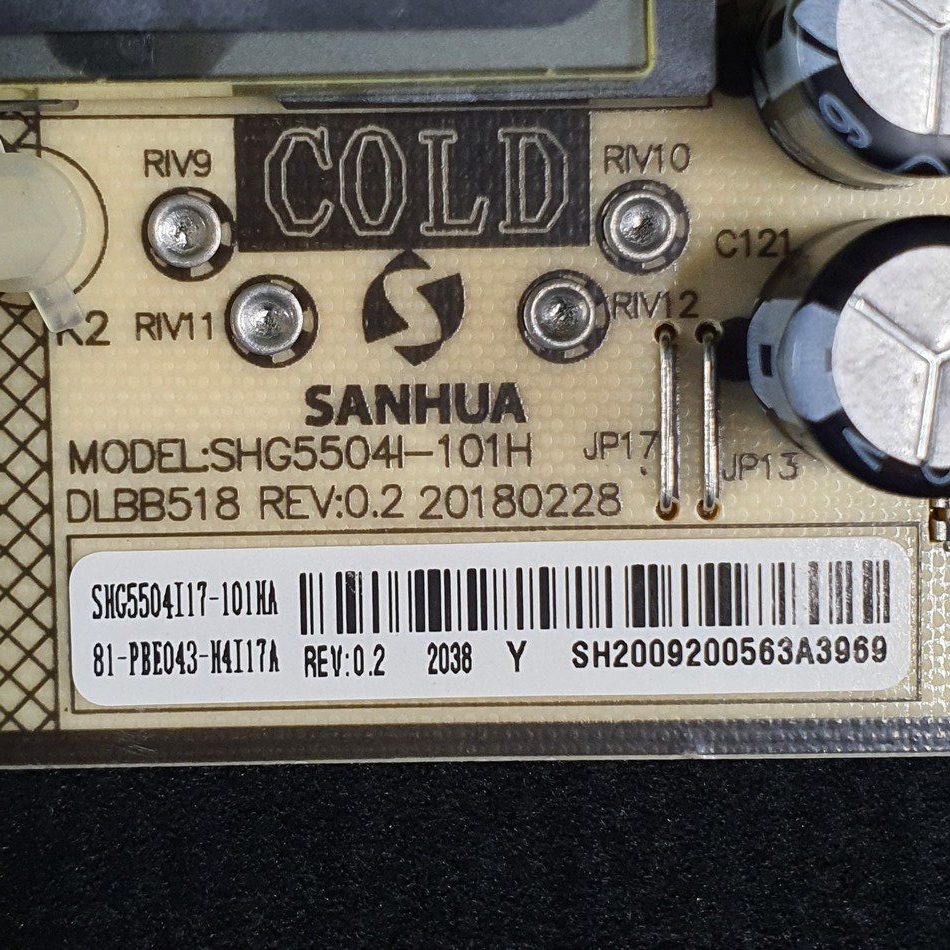 COLD
RIV9
RIV10
C121
K2
RIV11
RIV12
SANHUA
MODEL:SHG5504I-101H
JP17
JP13
DLBB518 REV:0.2 20180228
SHG5504I17-101HA
81-PBE043-H4I17A
REV:0.2 2038 Y SH2009200563A3969